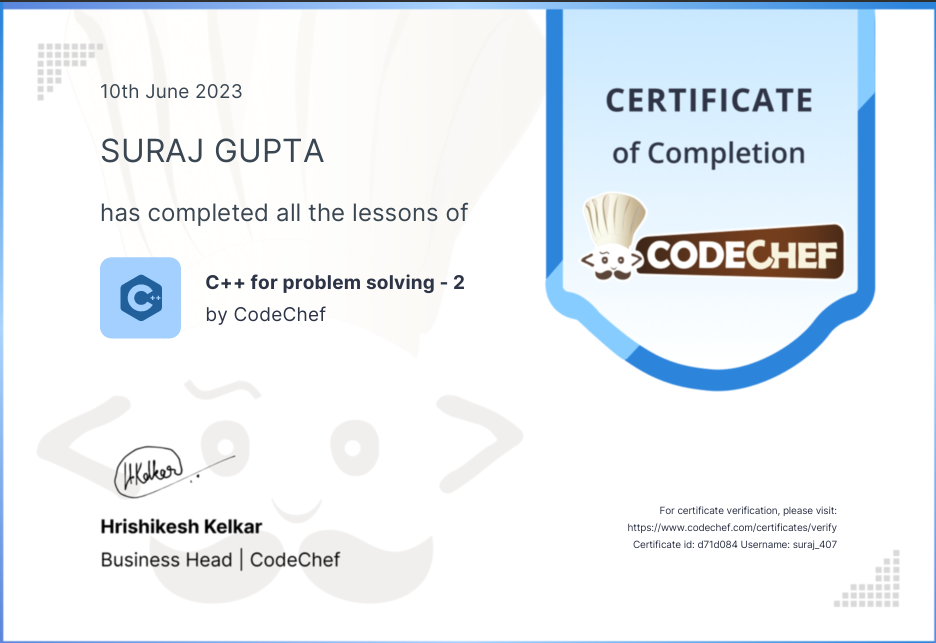 10th June 2023
SURAJ GUPTA
has completed all the lessons of
C++
C++ for problem solving - 2
by CodeChef
CERTIFICATE
of Completion
CODECHEF
HKelkar
Hrishikesh Kelkar
Business Head | CodeChef
For certificate verification, please visit:
https://www.codechef.com/certificates/verify
Certificate id: d71d084 Username: suraj_407